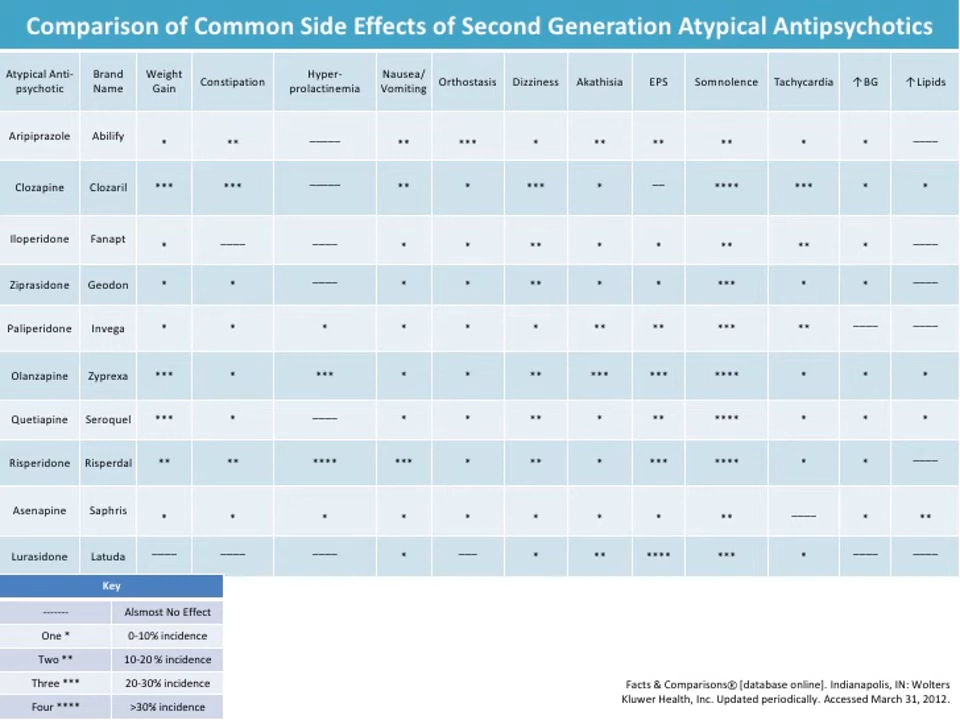 Comparison of Common Side Effects of Second Generation Atypical Antipsychotics
Atypical Anti-psychotic | Brand Name | Weight Gain | Constipation | Hyper-prolactinemia | Nausea/Vomiting | Orthostasis | Dizziness | Akathisia | EPS | Somnolence | Tachycardia | ↑BG | ↑Lipids
Aripiprazole | Abilify | * | ** | ------- | ** | *** | * | ** | ** | ** | * | * | ------
Clozapine | Clozaril | *** | *** | ------- | ** | * | *** | * | --- | **** | *** | * | *
Iloperidone | Fanapt | * | ------ | ------ | * | * | ** | * | * | ** | ** | * | ------
Ziprasidone | Geodon | * | * | ------ | * | * | ** | * | * | *** | * | * | ------
Paliperidone | Invega | * | * | * | * | * | * | ** | ** | *** | ** | ------ | ------
Olanzapine | Zyprexa | *** | * | *** | * | * | ** | *** | *** | **** | * | * | *
Quetiapine | Seroquel | *** | * | ------ | * | * | ** | * | ** | **** | * | * | *
Risperidone | Risperdal | ** | ** | **** | *** | * | ** | * | *** | **** | * | * | ------
Asenapine | Saphris | * | * | * | * | * | * | * | * | ** | ------ | * | **
Lurasidone | Latuda | ------ | ------ | ------ | * | ----- | * | ** | **** | *** | * | ------ | ------
Key
------- Alsmost No Effect
One * 0-10% incidence
Two ** 10-20 % incidence
Three *** 20-30% incidence
Four **** >30% incidence
Facts & Comparisons® [database online]. Indianapolis, IN: Wolters
Kluwer Health, Inc. Updated periodically. Accessed March 31, 2012.